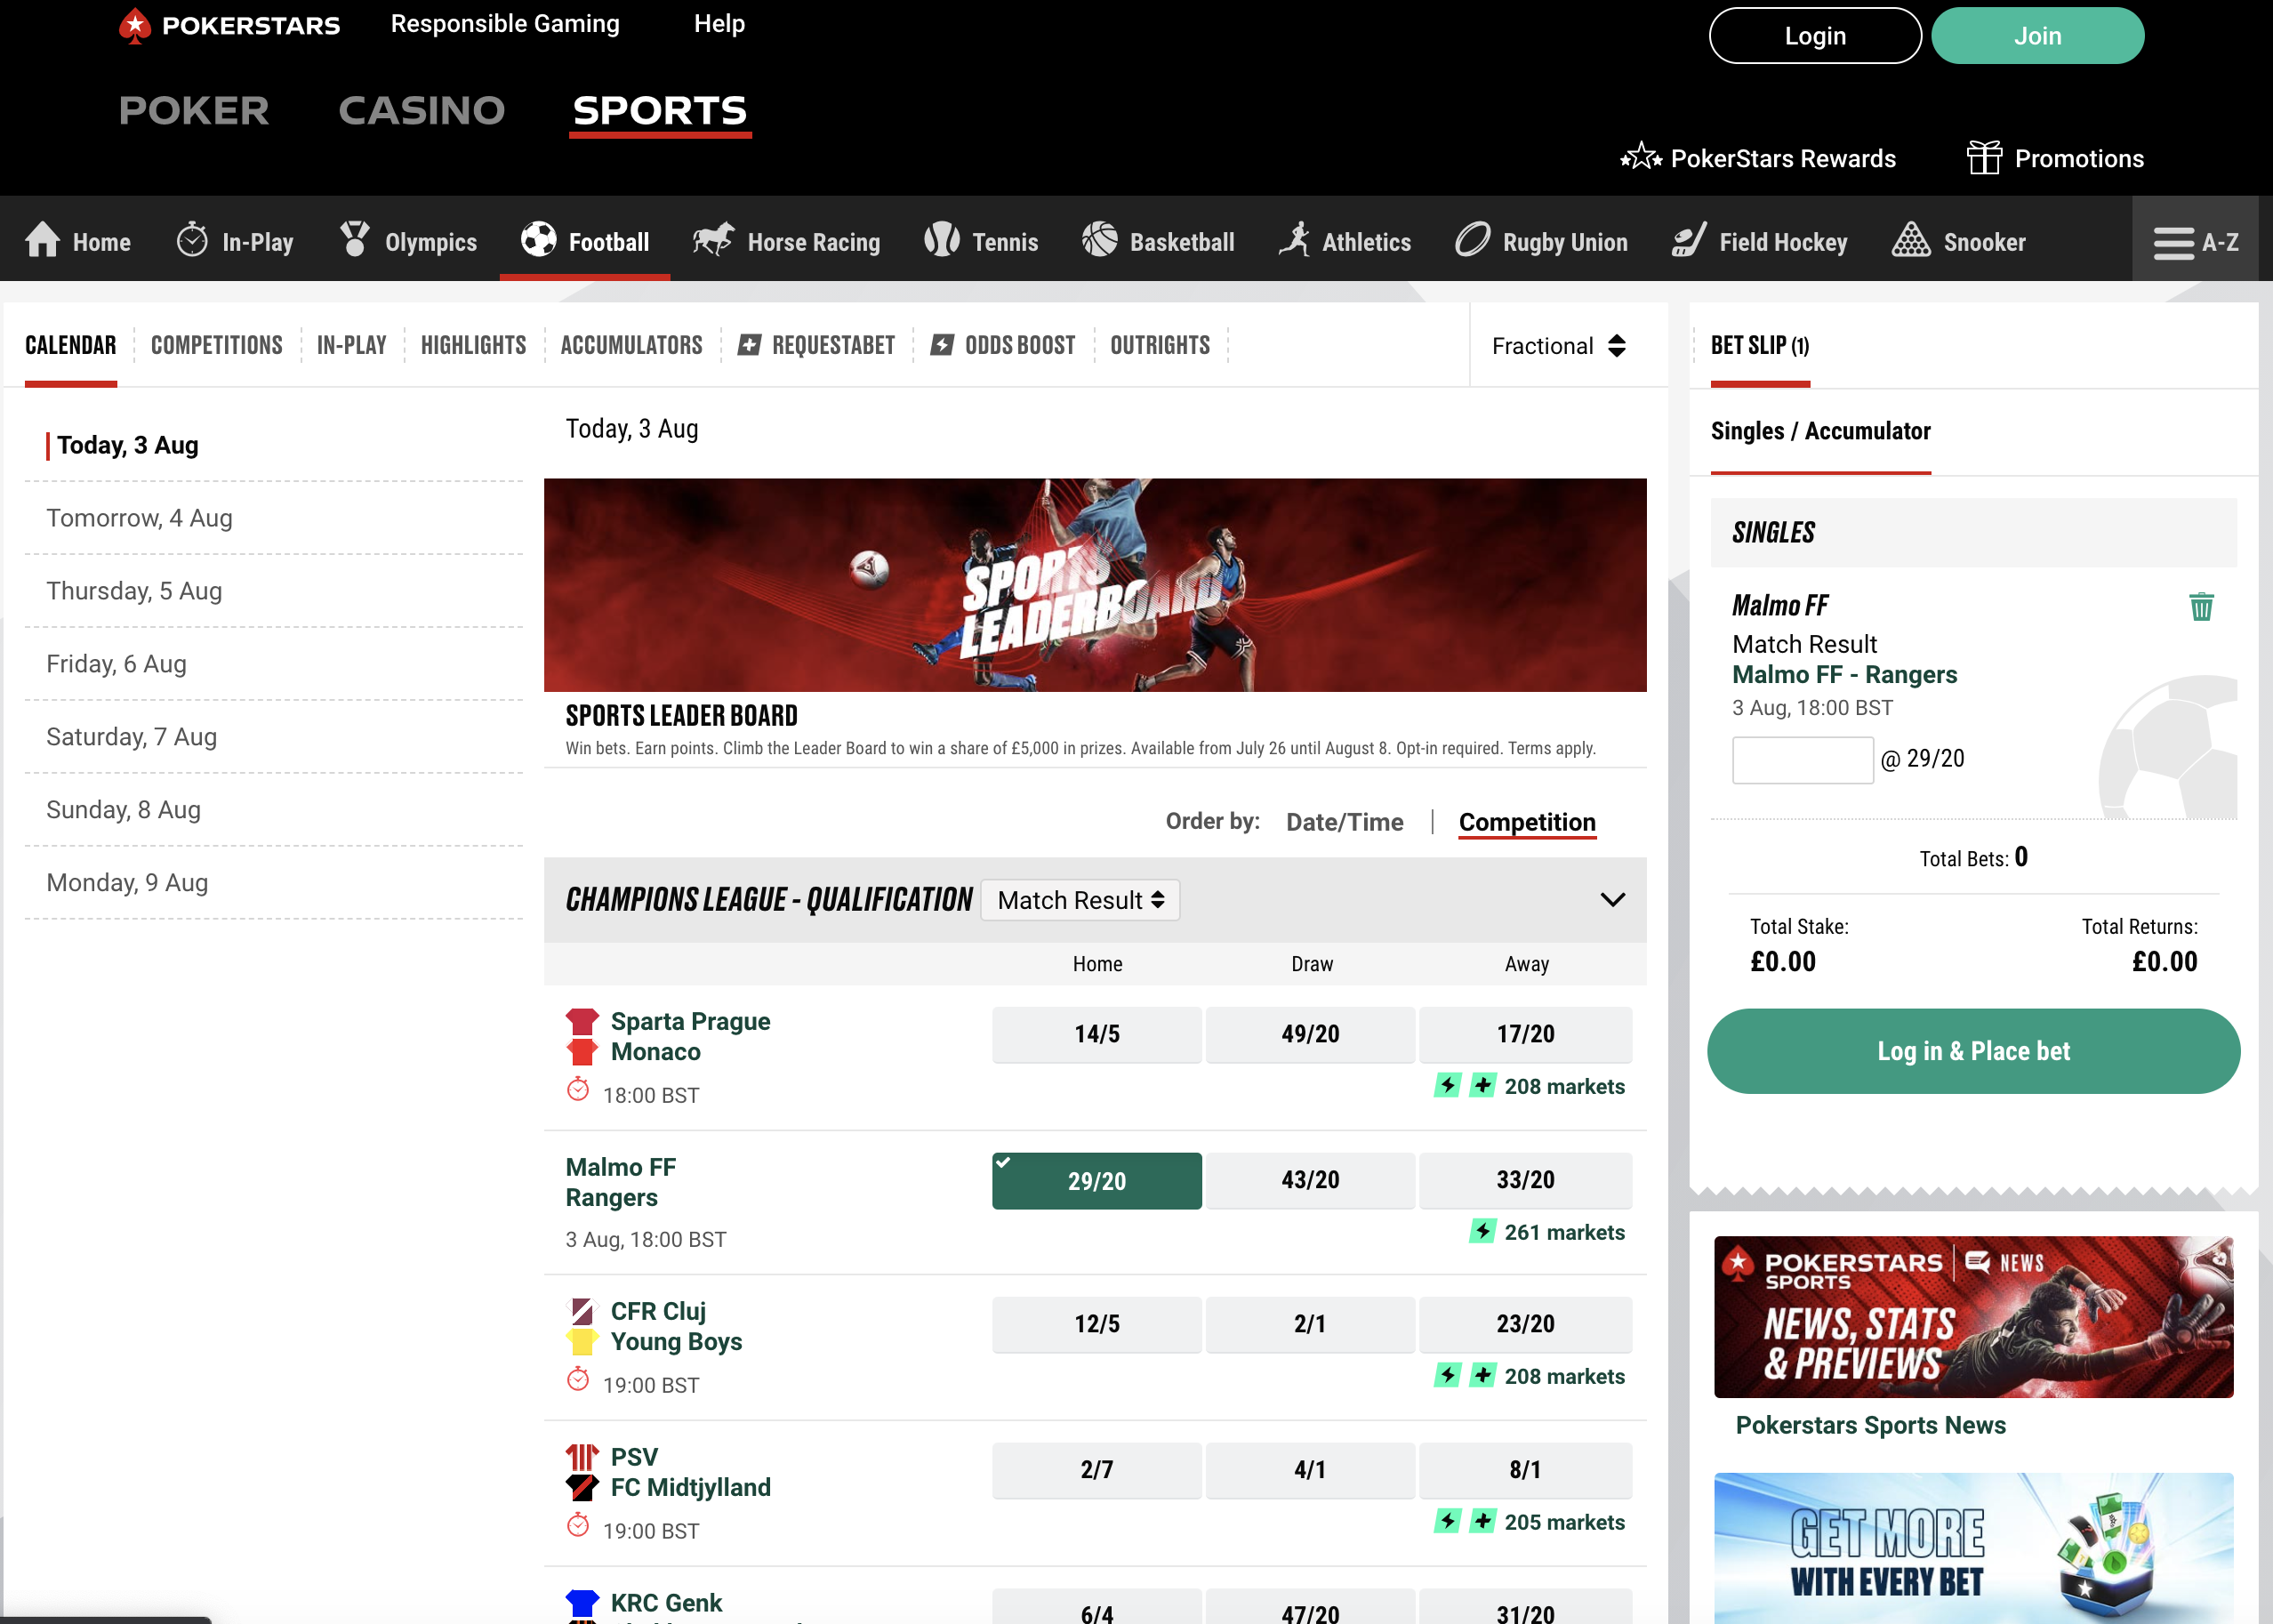 POKERSTARS
Responsible Gaming
Help
Login
Join
POKER
CASINO
SPORTS
PokerStars Rewards
Promotions
Home
In-Play
Olympics
Football
Horse Racing
Tennis
Basketball
Athletics
Rugby Union
Field Hockey
Snooker
A-Z
CALENDAR
COMPETITIONS
IN-PLAY
HIGHLIGHTS
ACCUMULATORS
REQUESTABET
ODDS BOOST
OUTRIGHTS
Fractional
Today, 3 Aug
Tomorrow, 4 Aug
Thursday, 5 Aug
Friday, 6 Aug
Saturday, 7 Aug
Sunday, 8 Aug
Monday, 9 Aug
Today, 3 Aug
SPORTS
LEADERBOARD
SPORTS LEADER BOARD
Win bets. Earn points. Climb the Leader Board to win a share of £5,000 in prizes. Available from July 26 until August 8. Opt-in required. Terms apply.
Order by: Date/Time | Competition
CHAMPIONS LEAGUE - QUALIFICATION
Match Result
Home Draw Away
Sparta Prague
Monaco
14/5 49/20 17/20
18:00 BST
208 markets
Malmo FF
Rangers
29/20 43/20 33/20
3 Aug, 18:00 BST
261 markets
CFR Cluj
Young Boys
12/5 2/1 23/20
19:00 BST
208 markets
PSV
FC Midtjylland
2/7 4/1 8/1
19:00 BST
205 markets
KRC Genk
6/4 47/20 31/20
BET SLIP (1)
Singles / Accumulator
SINGLES
Malmo FF
Match Result
Malmo FF - Rangers
3 Aug, 18:00 BST
@ 29/20
Total Bets: 0
Total Stake:
£0.00
Total Returns:
£0.00
Log in & Place bet
POKERSTARS
SPORTS
NEWS
NEWS, STATS
& PREVIEWS
Pokerstars Sports News
GET MORE
WITH EVERY BET